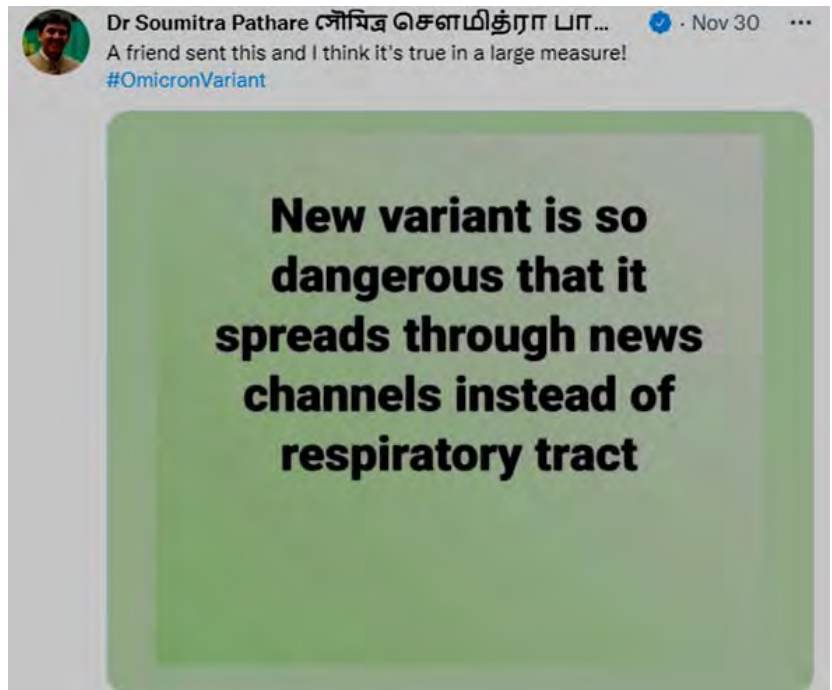 Dr Soumitra Pathare সৌমিত্র செளமித்ரா பா... · Nov 30 ...
A friend sent this and I think it's true in a large measure!
#OmicronVariant
New variant is so
dangerous that it
spreads through news
channels instead of
respiratory tract